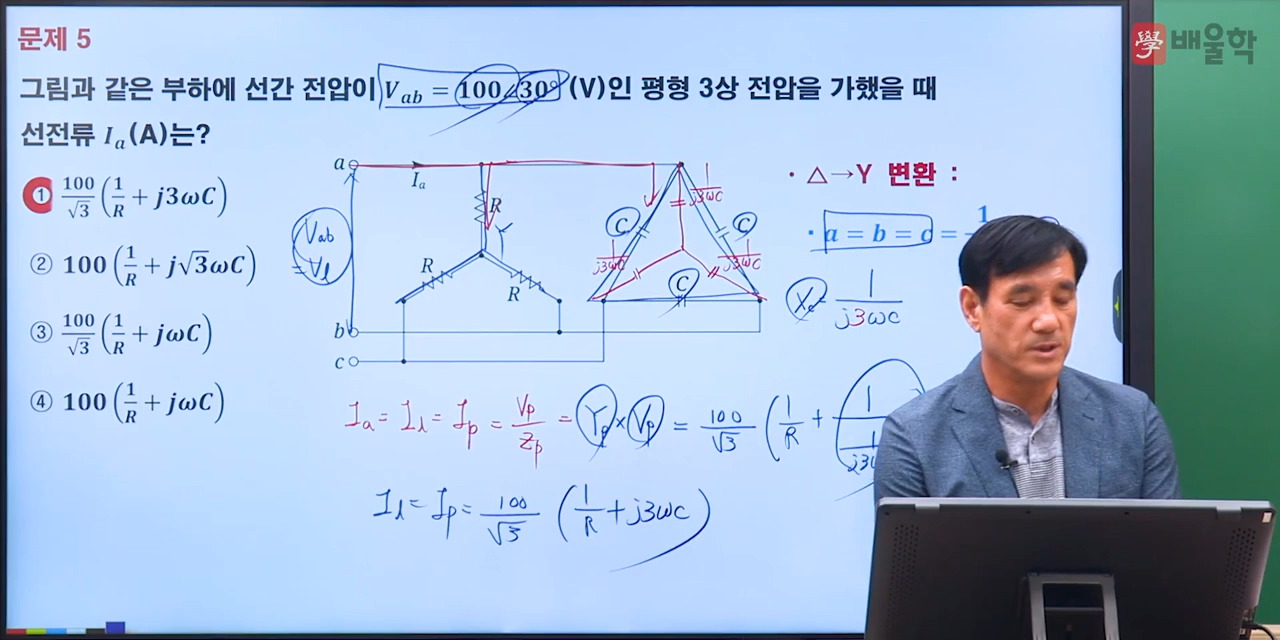 문제 5
學 배울학
그림과 같은 부하에 선간 전압이 V_ab = 100∠30° (V)인 평형 3상 전압을 가했을 때
선전류 I_a(A)는?
① 100/√3 (1/R + j3ωC)
② 100 (1/R + j√3ωC)
③ 100/√3 (1/R + jωC)
④ 100 (1/R + jωC)
a
I_a
R
R
R
Y
b
c
V_ab
= V_l
C
C
C
1/j3ωC
1/j3ωC
1/j3ωC
· △→Y 변환 :
· a = b = c = 1
X_c = 1/j3ωC
I_a = I_l = I_p = V_p/Z_p = Y_p × V_p = 100/√3 (1/R + 1/1/j3ω
I_l = I_p = 100/√3 (1/R + j3ωC)